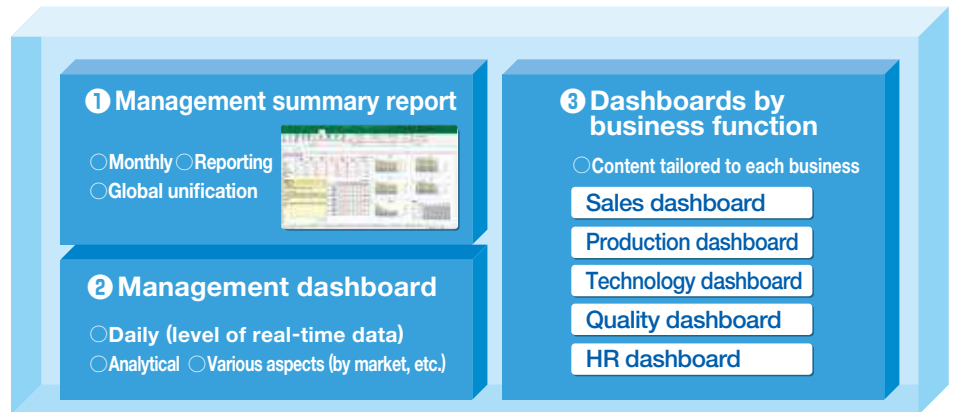 ❶ Management summary report
○Monthly ○Reporting
○Global unification
❷ Management dashboard
○Daily (level of real-time data)
○Analytical ○Various aspects (by market, etc.)
❸ Dashboards by
business function
○Content tailored to each business
Sales dashboard
Production dashboard
Technology dashboard
Quality dashboard
HR dashboard